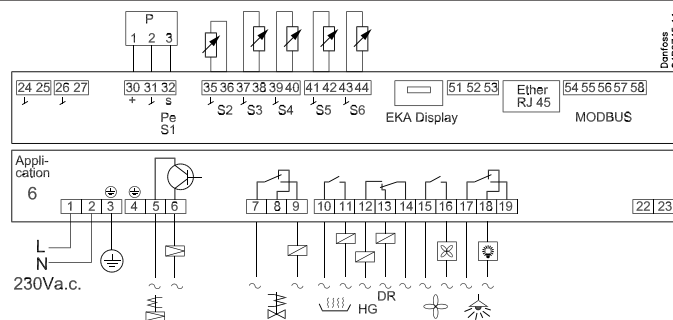 P
1 2 3
Danfoss
24 25 26 27 30 31 32 35 36 37 38 39 40 41 42 43 44 51 52 53 54 55 56 57 58
+ s
S2 S3 S4 S5 S6
Pe
S1
EKA Display
Ether
RJ 45
MODBUS
Appli-
cation
6
1 2 3 4 5 6 7 8 9 10 11 12 13 14 15 16 17 18 19 22 23
L
N
230Va.c.
HG
DR